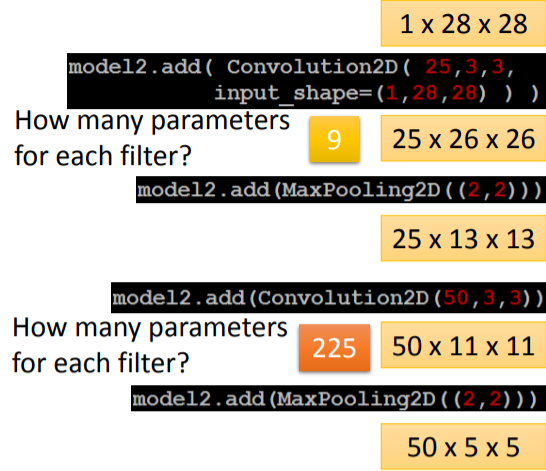 1 x 28 x 28
model2.add( Convolution2D( 25,3,3,
input_shape=(1,28,28) ) )
How many parameters
for each filter?
9
25 x 26 x 26
model2.add(MaxPooling2D((2,2)))
25 x 13 x 13
model2.add(Convolution2D(50,3,3))
How many parameters
for each filter?
225
50 x 11 x 11
model2.add(MaxPooling2D((2,2)))
50 x 5 x 5